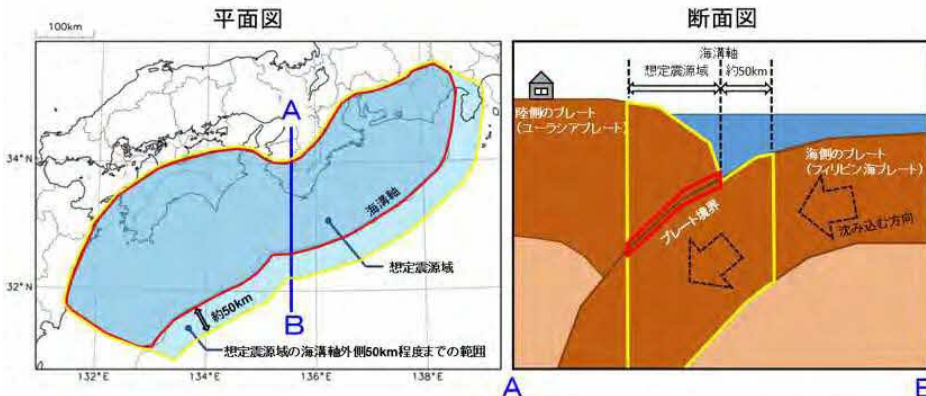 平面図
100km
A
34°N
海溝軸
想定震源域
32°N
約50km
B
想定震源域の海溝軸外側50km程度までの範囲
132°E
134°E
136°E
138°E
断面図
海溝軸
想定震源域
約50km
陸側のプレート
(ユーラシアプレート)
海側のプレート
(フィリピン海プレート)
プレート境界
沈み込む方向
A
B